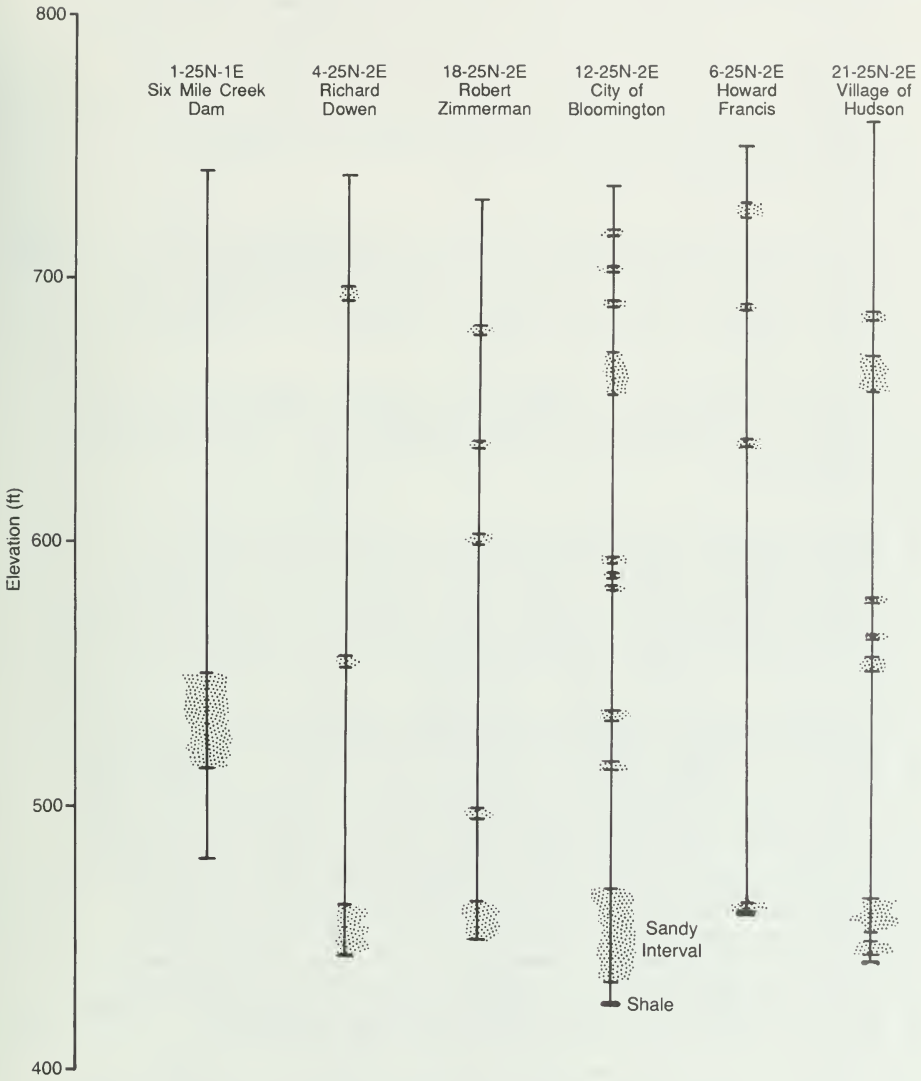 800
700
600
500
400
Elevation (ft)
1-25N-1E
Six Mile Creek
Dam
4-25N-2E
Richard
Dowen
18-25N-2E
Robert
Zimmerman
12-25N-2E
City of
Bloomington
6-25N-2E
Howard
Francis
21-25N-2E
Village of
Hudson
Sandy
Interval
Shale